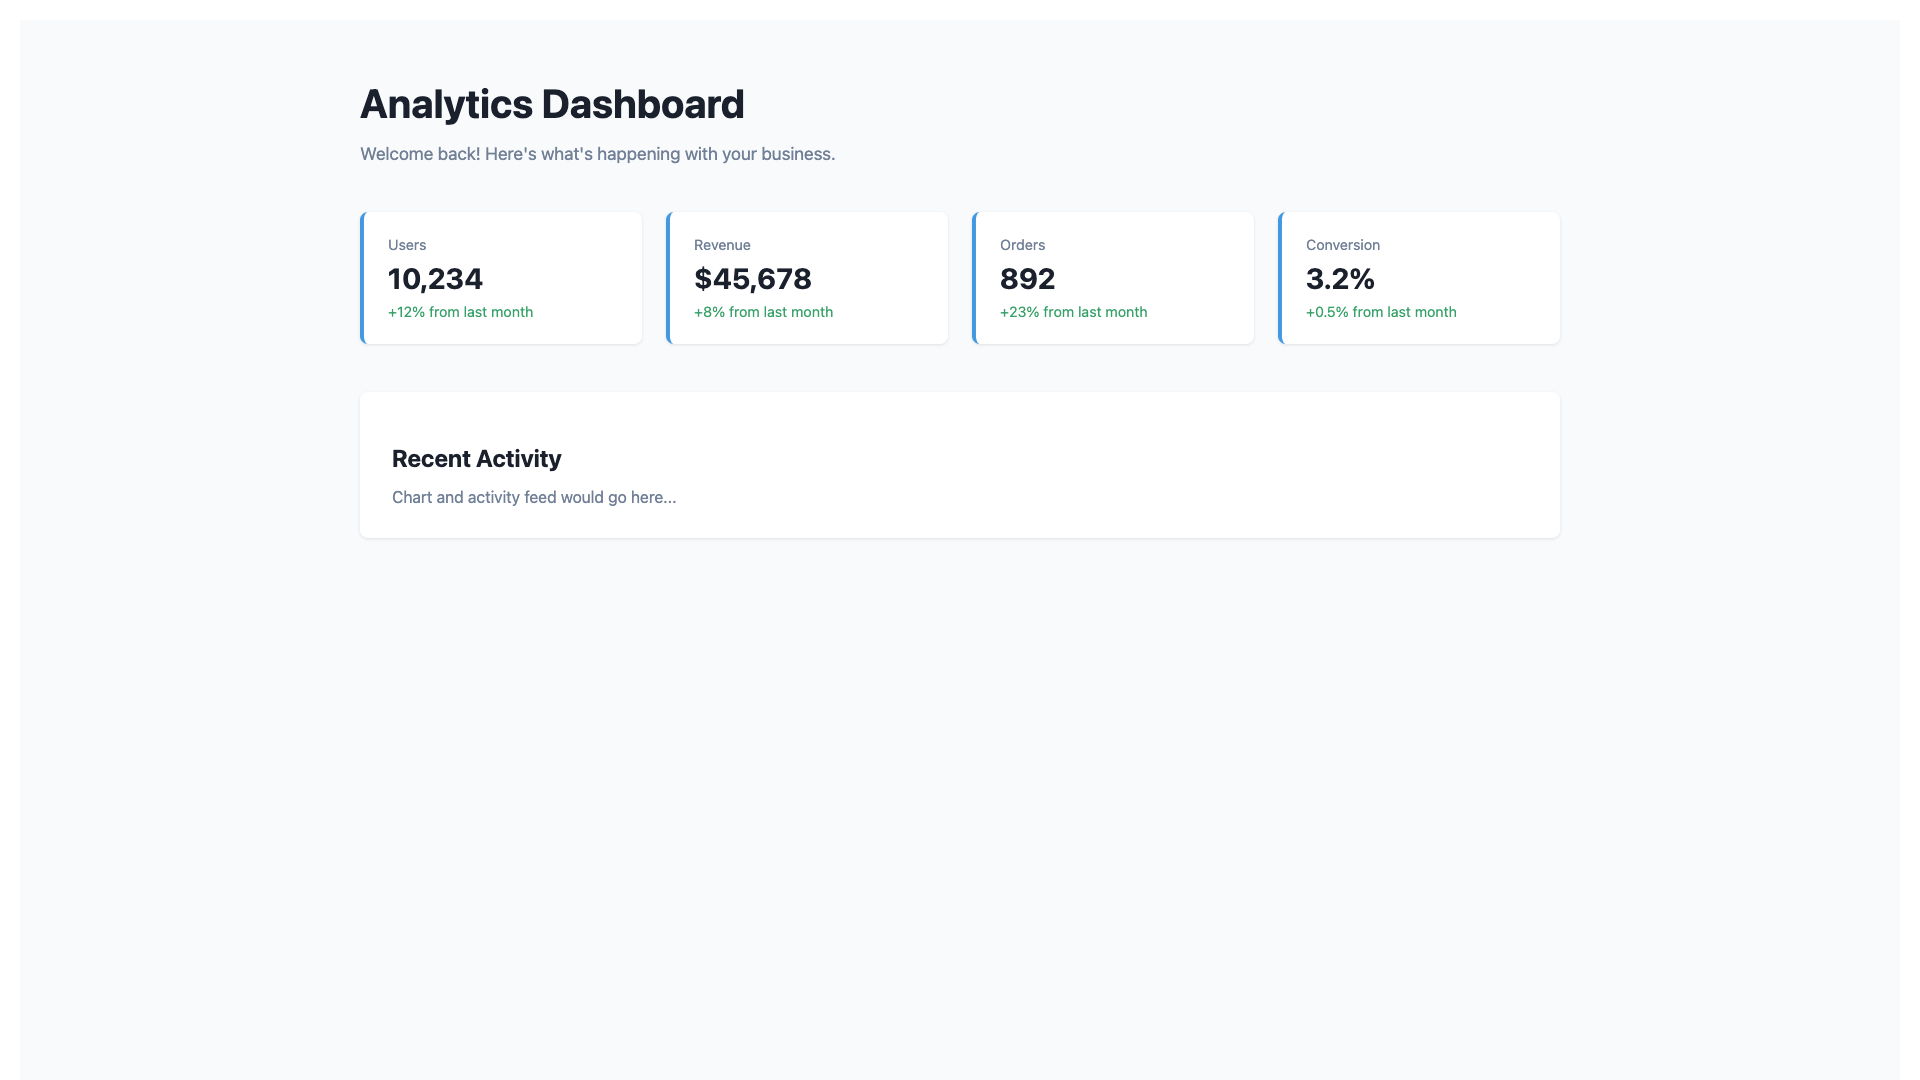 Analytics Dashboard
Welcome back! Here's what's happening with your business.
Users
10,234
+12% from last month
Revenue
$45,678
+8% from last month
Orders
892
+23% from last month
Conversion
3.2%
+0.5% from last month
Recent Activity
Chart and activity feed would go here...